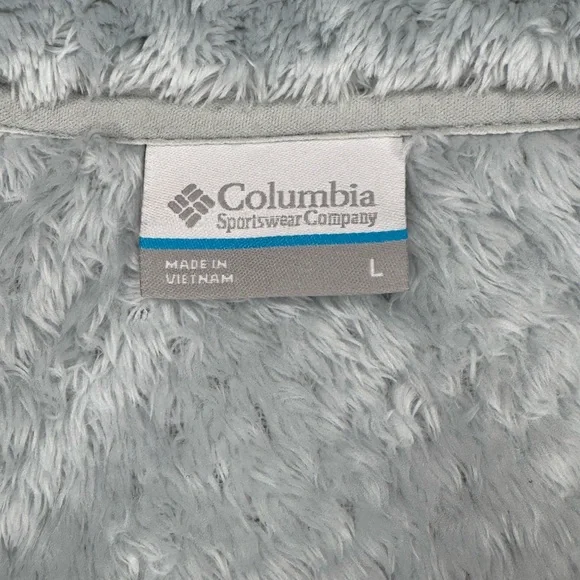 Columbia
Sportswear Company
MADE IN
VIETNAM
L